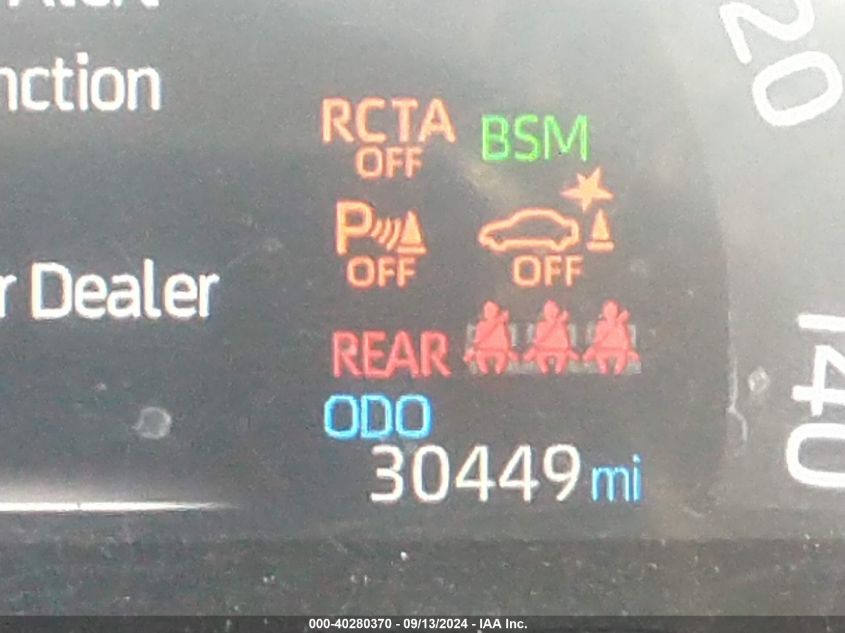 nction
20
RCTA BSM
OFF
P
OFF OFF
r Dealer
REAR
140
ODO
30449 mi
000-40280370 - 09/13/2024 - IAA Inc.